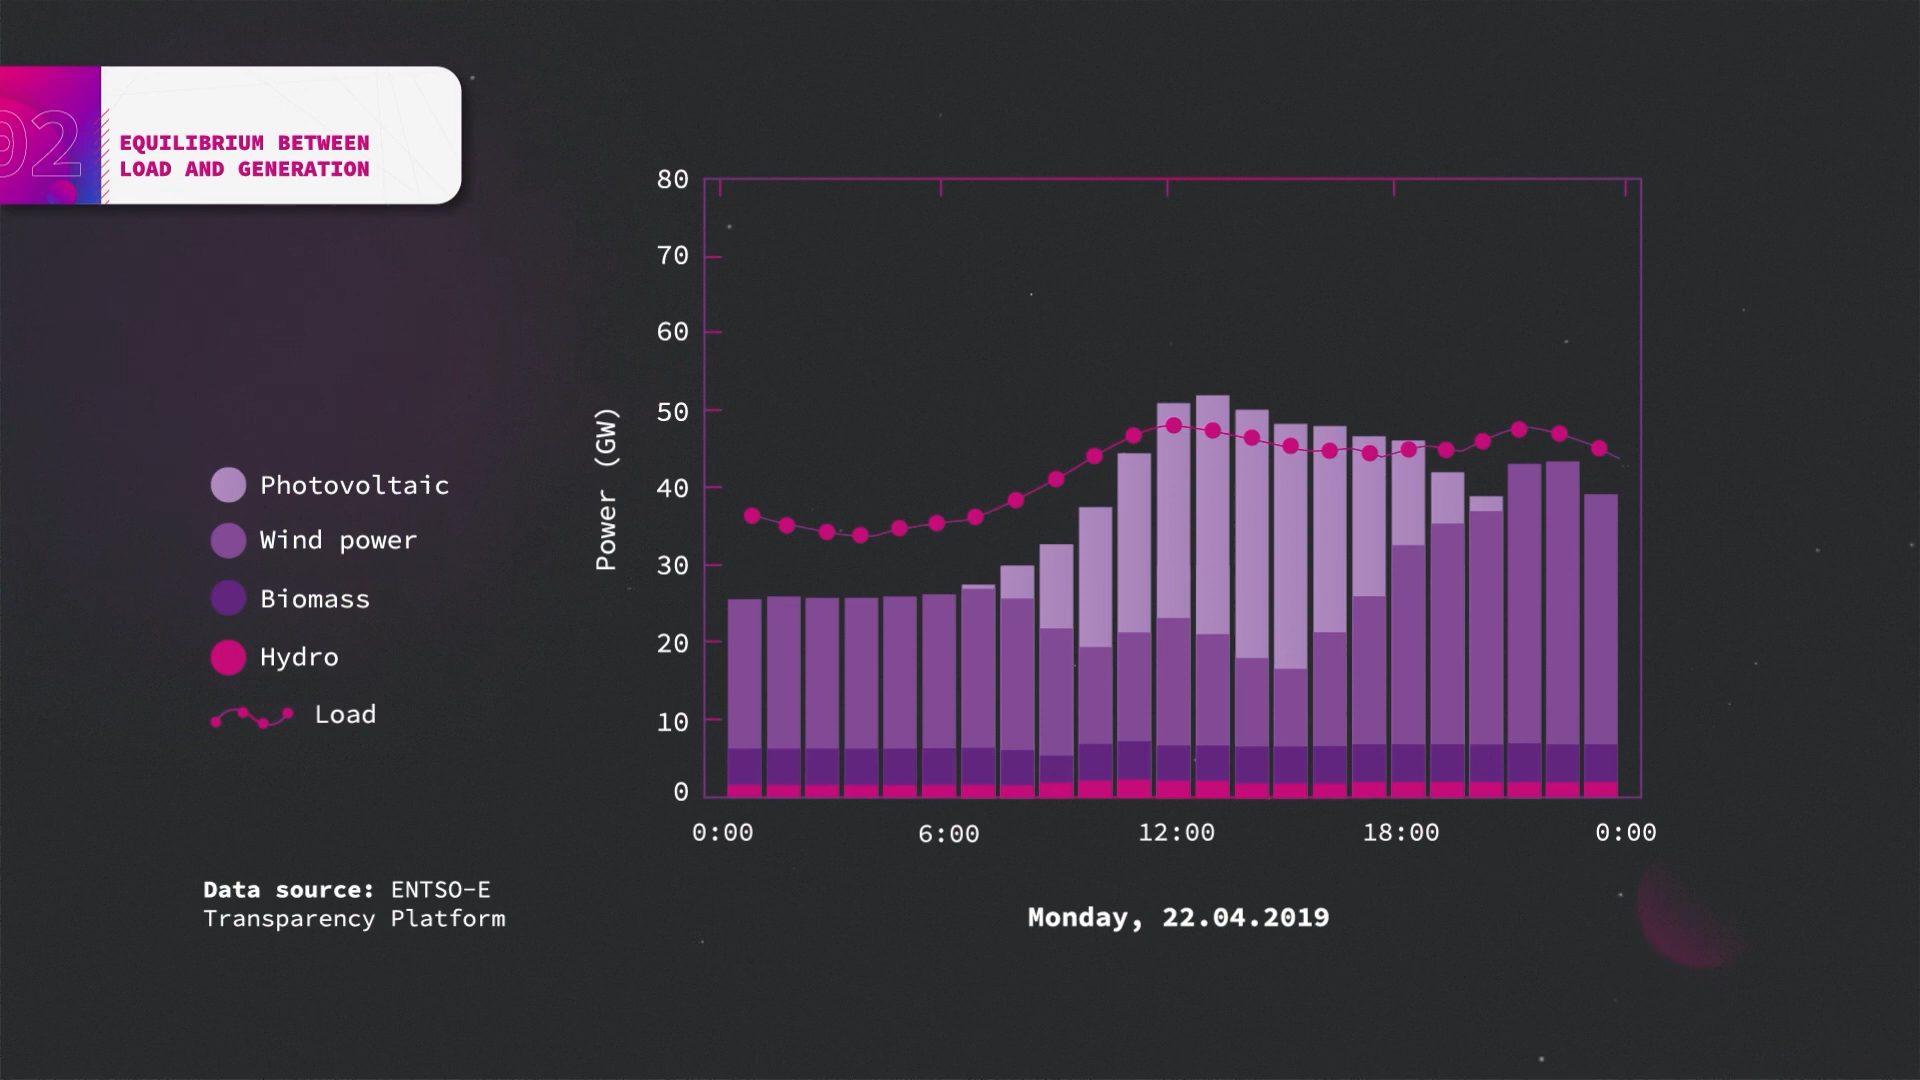 02
EQUILIBRIUM BETWEEN
LOAD AND GENERATION
Photovoltaic
Wind power
Biomass
Hydro
Load
Data source: ENTSO-E
Transparency Platform
Power (GW)
80
70
60
50
40
30
20
10
0
0:00 6:00 12:00 18:00 0:00
Monday, 22.04.2019